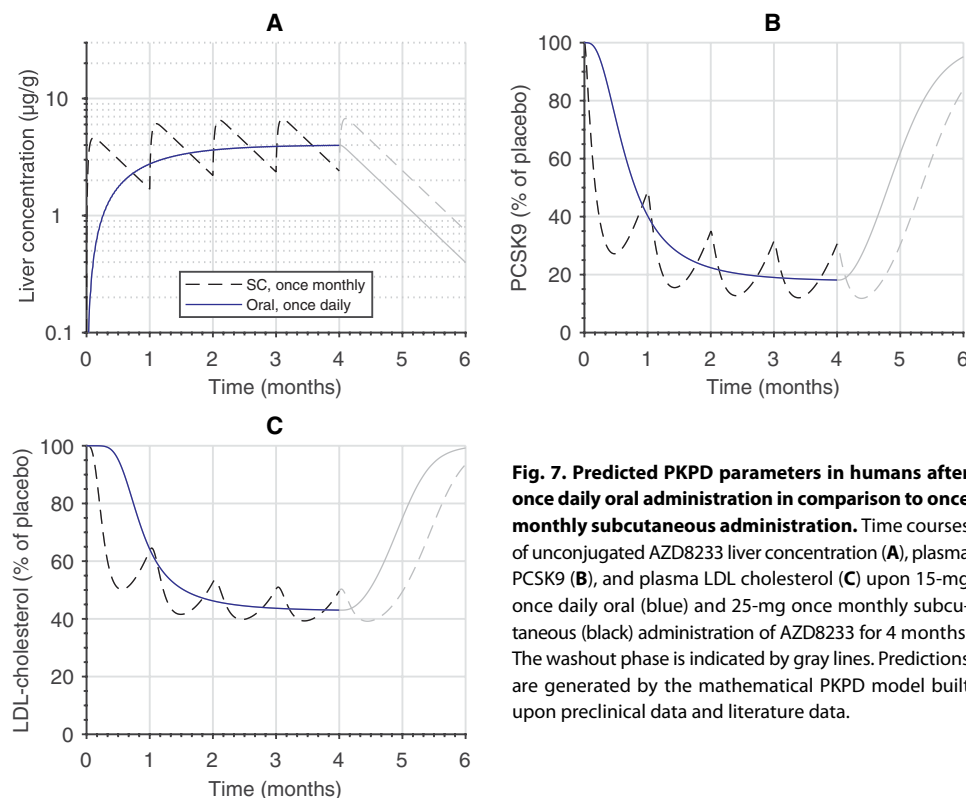 A
Liver concentration (µg/g)
10
1
0.1
SC, once monthly
Oral, once daily
0 1 2 3 4 5 6
Time (months)
B
PCSK9 (% of placebo)
100
80
60
40
20
0
0 1 2 3 4 5 6
Time (months)
C
LDL-cholesterol (% of placebo)
100
80
60
40
20
0
0 1 2 3 4 5 6
Time (months)
Fig. 7. Predicted PKPD parameters in humans after
once daily oral administration in comparison to once
monthly subcutaneous administration. Time courses
of unconjugated AZD8233 liver concentration (A), plasma
PCSK9 (B), and plasma LDL cholesterol (C) upon 15-mg
once daily oral (blue) and 25-mg once monthly subcu-
taneous (black) administration of AZD8233 for 4 months
The washout phase is indicated by gray lines. Predictions
are generated by the mathematical PKPD model built
upon preclinical data and literature data.